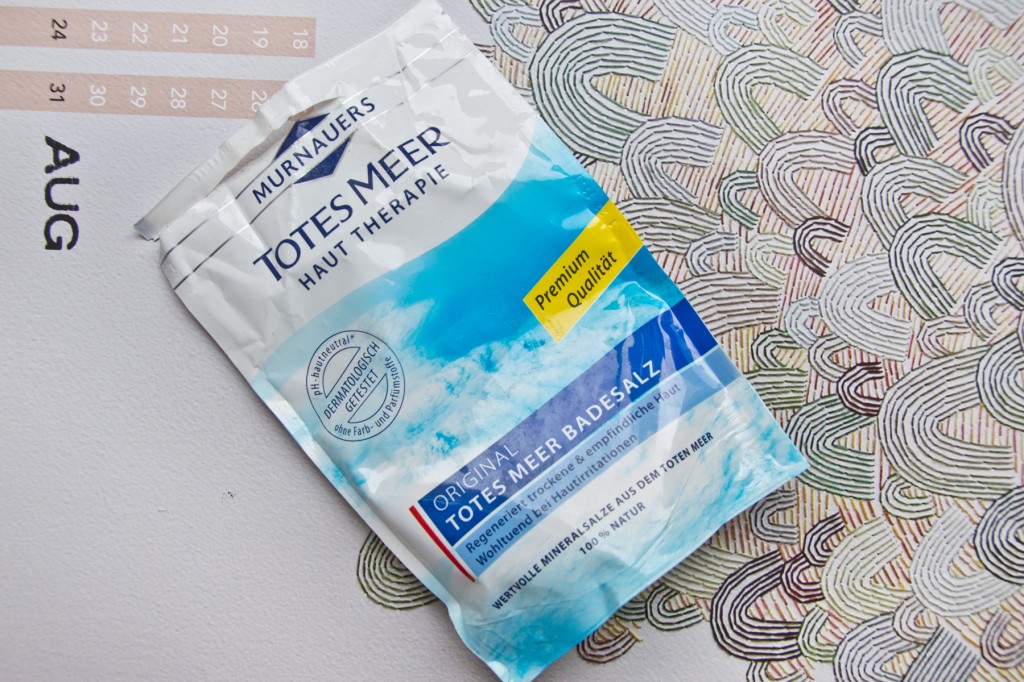 24 23 22 21 20 19 18
31 30 29 28 27 28
AUG
MURNAUERS
TOTES MEER
HAUT THERAPIE
Premium
Qualität
PH-hautneutral*
DERMATOLOGISCH
GETESTET
ohne Farb- und Parfümstoffe
ORIGINAL
TOTES MEER BADESALZ
Regeneriert trockene & empfindliche Haut
Wohltuend bei Hautirritationen
WERTVOLLE MINERALSALZE AUS DEM TOTEN MEER
100 % NATUR